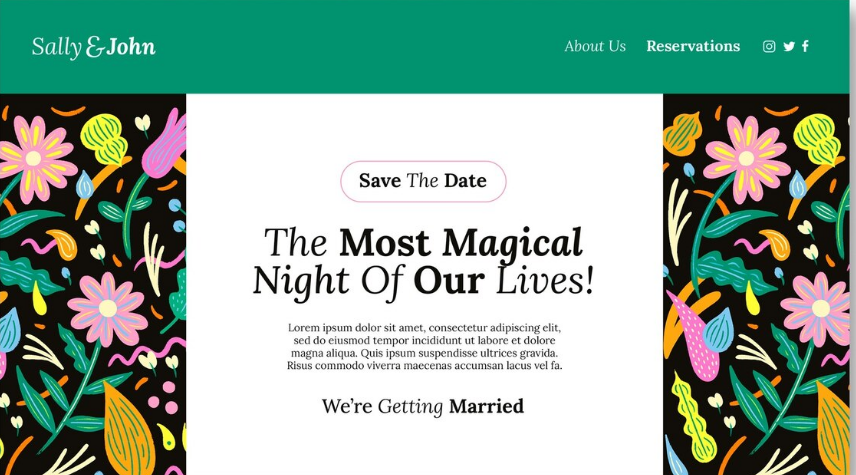 Sally & John
About Us Reservations
Save The Date
The Most Magical
Night Of Our Lives!
Lorem ipsum dolor sit amet, consectetur adipiscing elit,
sed do eiusmod tempor incididunt ut labore et dolore
magna aliqua. Quis ipsum suspendisse ultrices gravida.
Risus commodo viverra maecenas accumsan lacus vel fa.
We’re Getting Married